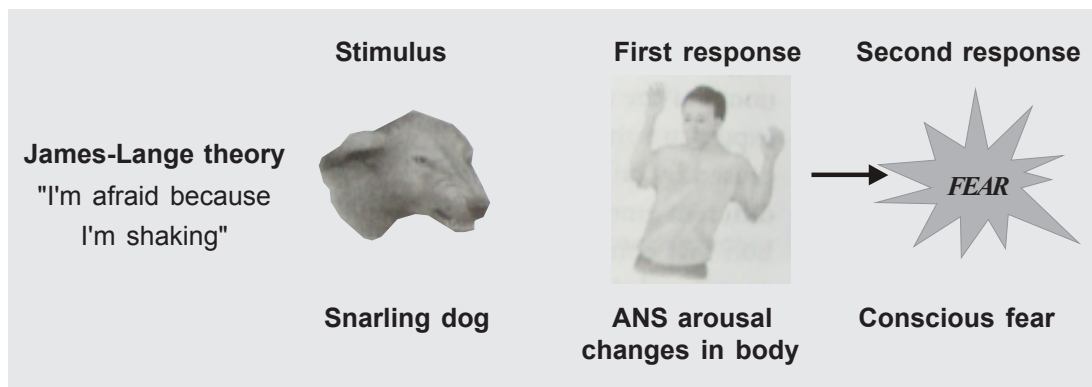 Stimulus
First response
Second response
James-Lange theory
"I'm afraid because
I'm shaking"
FEAR
Snarling dog
ANS arousal
changes in body
Conscious fear